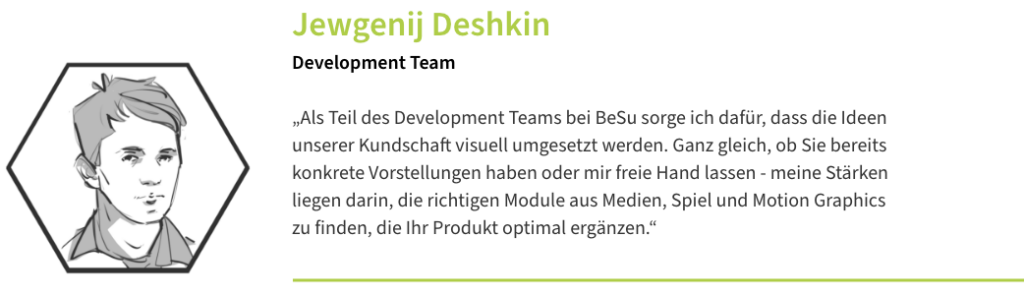 Jewgenij Deshkin
Development Team
„Als Teil des Development Teams bei BeSu sorge ich dafür, dass die Ideen
unserer Kundschaft visuell umgesetzt werden. Ganz gleich, ob Sie bereits
konkrete Vorstellungen haben oder mir freie Hand lassen - meine Stärken
liegen darin, die richtigen Module aus Medien, Spiel und Motion Graphics
zu finden, die Ihr Produkt optimal ergänzen.“